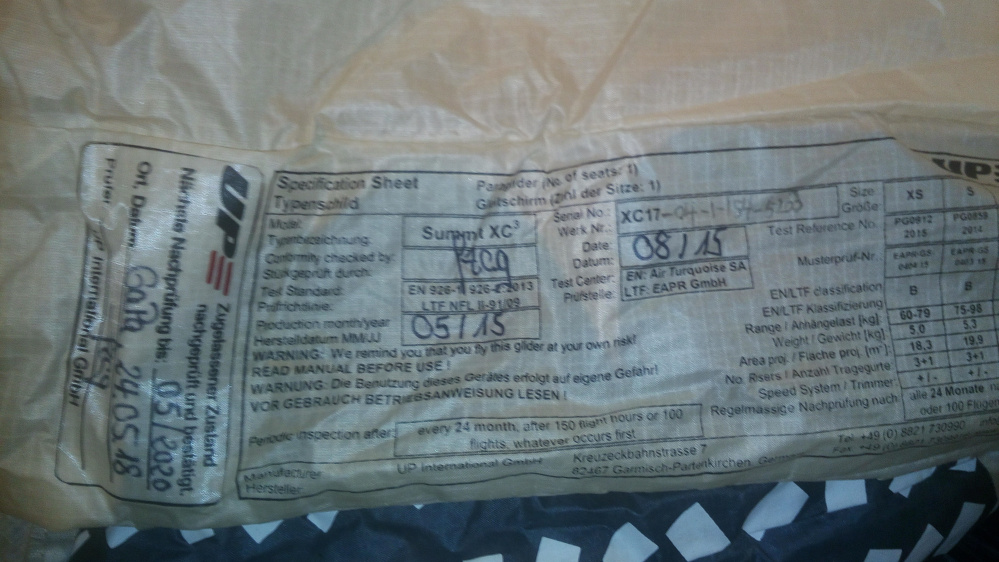 UP
Zugelassener Zustand
nachgeprüft und bestätigt.
Nächste Nachprüfung bis: 05/2020
Ort, Datum: GAP, 24.05.18
Prüfer
UP International GmbH
Specification Sheet
Typenschild
Paraglider (No of seats: 1)
Gleitschirm (Zahl der Sitze: 1)
Model
Typenbezeichnung:
Summit XC³
Conformity checked by:
Stückgeprüft durch:
Test Standard:
Prüfrichtlinie:
EN 926-1 926-2:2013
LTF NFL II-91/09
Production month/year
Herstelldatum MM/JJ
05/15
Serial No.:
Werk Nr.:
XC17-
Date:
Datum:
08/15
Test Center:
Prüfstelle:
EN: Air Turquoise SA
LTF: EAPR GmbH
WARNING: We remind you that you fly this glider at your own risk!
READ MANUAL BEFORE USE!
WARNUNG: Die Benutzung dieses Gerätes erfolgt auf eigene Gefahr!
VOR GEBRAUCH BETRIEBSANWEISUNG LESEN!
Periodic inspection after:
every 24 month, after 150 flight hours or 100
flights, whatever occurs first
Manufacturer
Hersteller
UP International GmbH
Kreuzeckbahnstrasse 7
82467 Garmisch-Partenkirchen,
Tel +49 (0) 8821 730990
Fax +49
UP
Size
Größe
XS
S
Test Reference No.
PG0912
2015
PG0859
2014
Musterprüf-Nr.
EAPR-GS
EAPR-GS
EN/LTF classification
EN/LTF Klassifizierung
B
B
Range / Anhängelast [kg]
60-79
75-95
Weight / Gewicht [kg]
5.0
5.3
Area proj. / Fläche proj. [m²]
18,3
19,9
No. Risers / Anzahl Tragegurte
3+1
3+1
Speed System / Trimmer
+/-
+/-
Regelmässige Nachprüfung nach
alle 24 Monate
oder 100